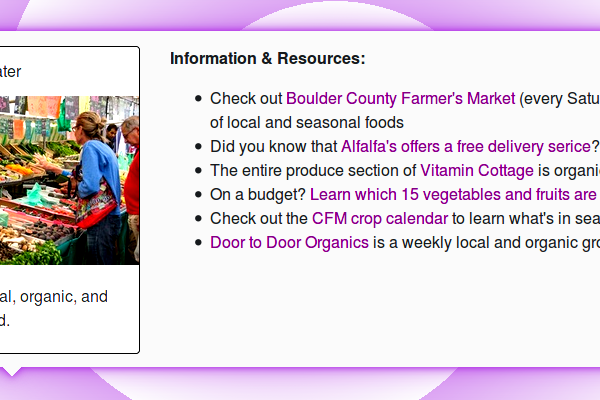 ater
al, organic, and
d.
Information & Resources:
Check out Boulder County Farmer's Market (every Satu
of local and seasonal foods
Did you know that Alfalfa's offers a free delivery serice?
The entire produce section of Vitamin Cottage is organi
On a budget? Learn which 15 vegetables and fruits are
Check out the CFM crop calendar to learn what's in sea
Door to Door Organics is a weekly local and organic gro